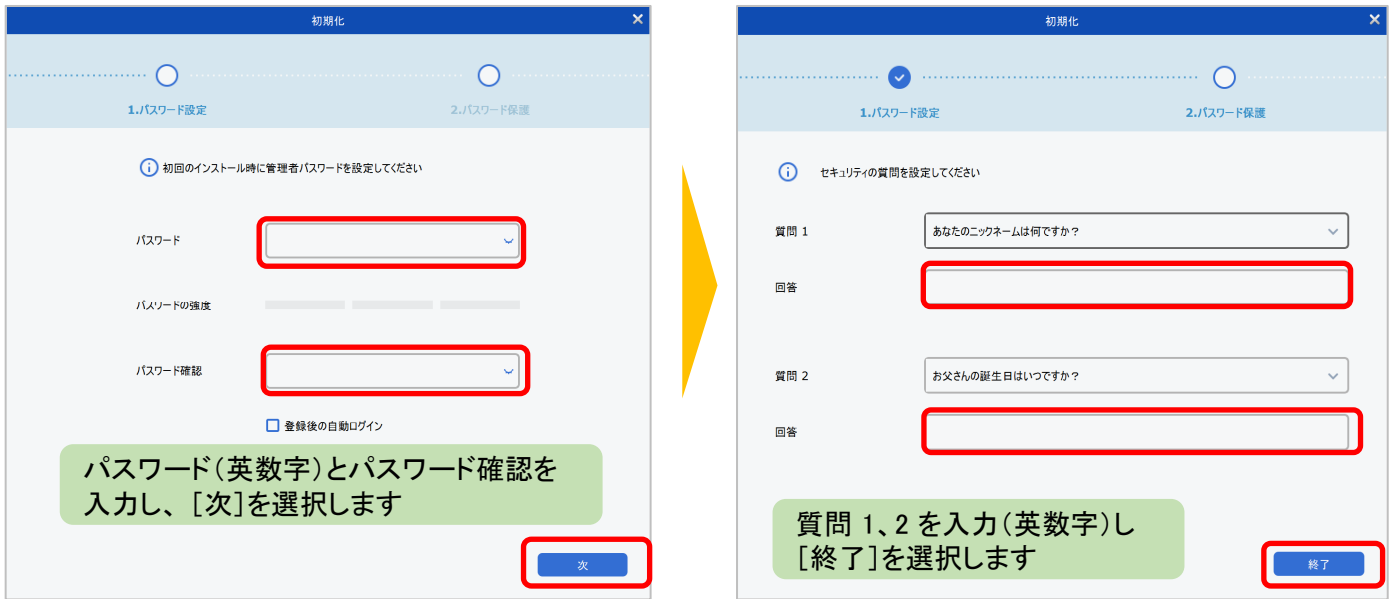 初期化
1.パスワード設定
2.パスワード保護
初回のインストール時に管理者パスワードを設定してください
パスワード
パスワードの強度
パスワード確認
登録後の自動ログイン
パスワード(英数字)とパスワード確認を
入力し、[次]を選択します
次
初期化
1.パスワード設定
2.パスワード保護
セキュリティの質問を設定してください
質問 1
あなたのニックネームは何ですか？
回答
質問 2
お父さんの誕生日はいつですか？
回答
質問 1、2 を入力(英数字)し
[終了]を選択します
終了